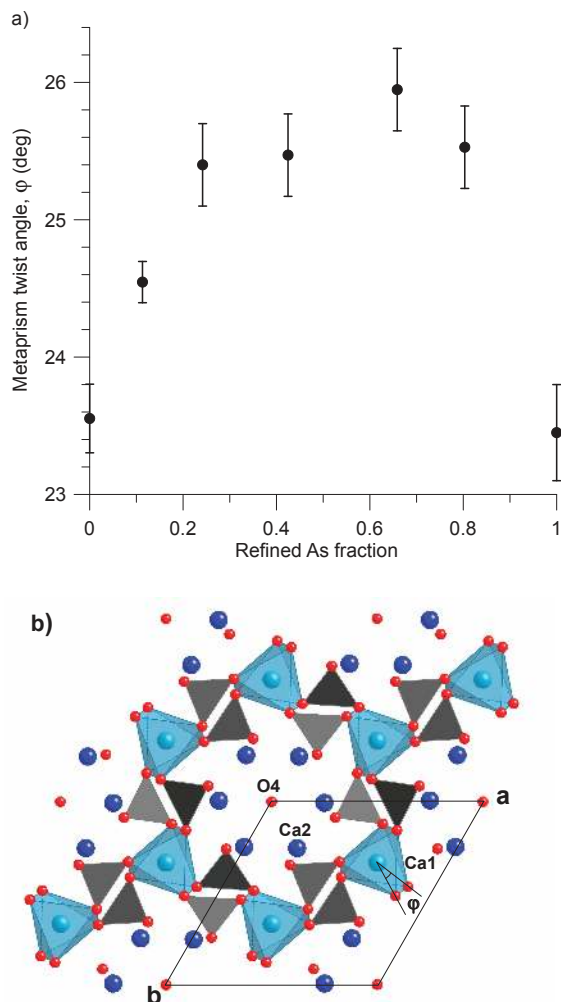 a)
26
25
24
23
Metaprism twist angle, φ (deg)
0
0.2
0.4
0.6
0.8
1
Refined As fraction
b)
O4
a
Ca2
Ca1
φ
b